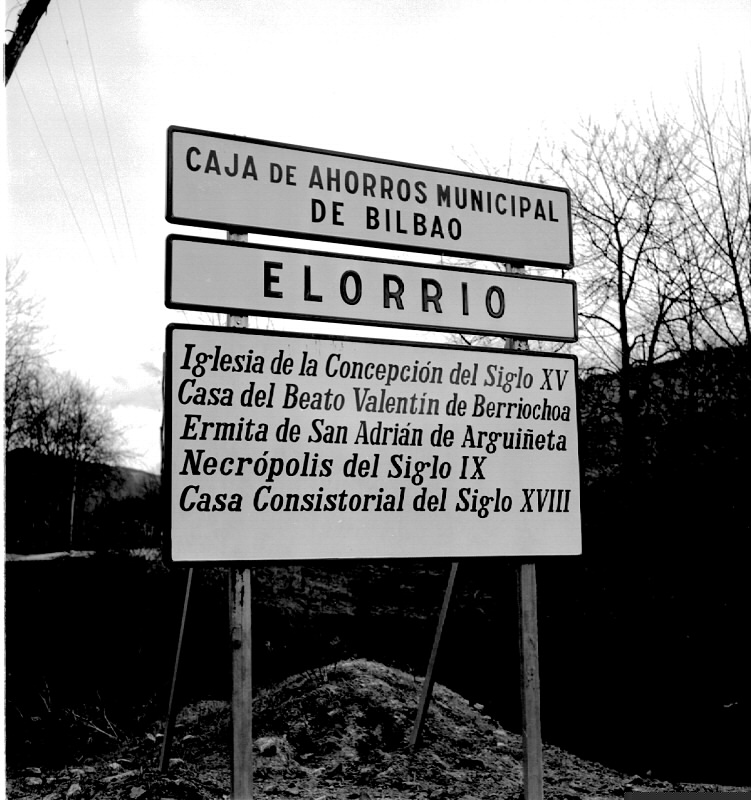 CAJA DE AHORROS MUNICIPAL
DE BILBAO
ELORRIO
Iglesia de la Concepción del Siglo XV
Casa del Beato Valentín de Berriochoa
Ermita de San Adrián de Arguiñeta
Necrópolis del Siglo IX
Casa Consistorial del Siglo XVIII